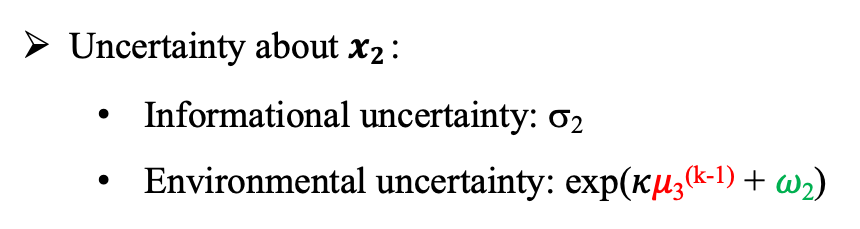 ➤ Uncertainty about x₂:
• Informational uncertainty: σ₂
• Environmental uncertainty: exp(κμ₃⁽ᵏ⁻¹⁾ + ω₂)